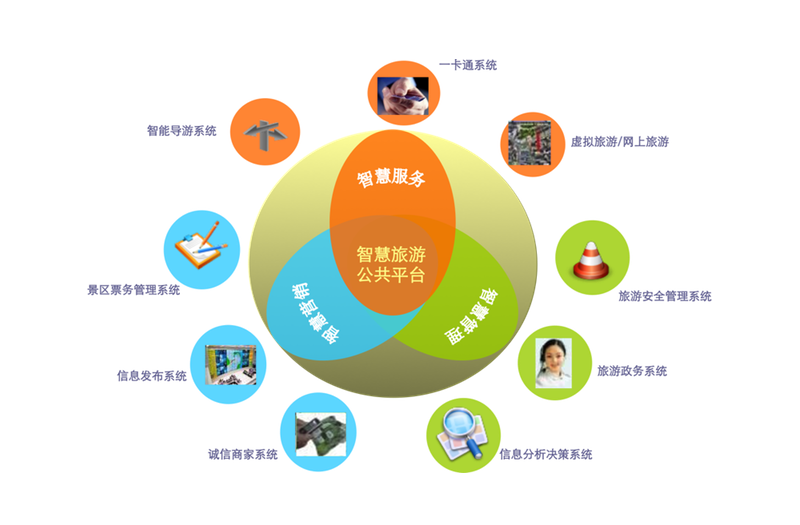 一卡通系统
智能导游系统
虚拟旅游/网上旅游
智慧服务
智慧旅游
公共平台
景区票务管理系统
智慧营销
智慧管理
旅游安全管理系统
信息发布系统
旅游政务系统
诚信商家系统
信息分析决策系统